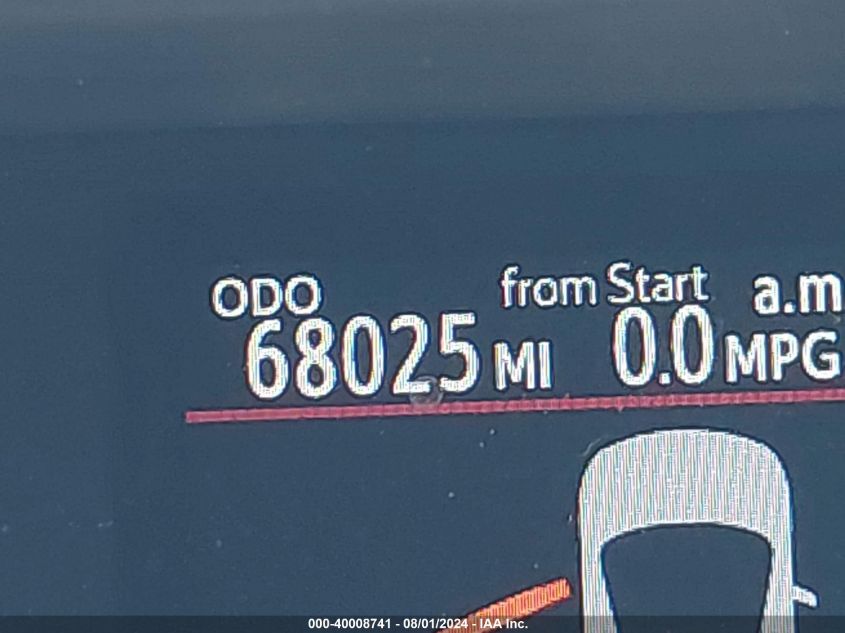 ODO from Start a.m
68025 MI 0.0 MPG
000-40008741 - 08/01/2024 - IAA Inc.